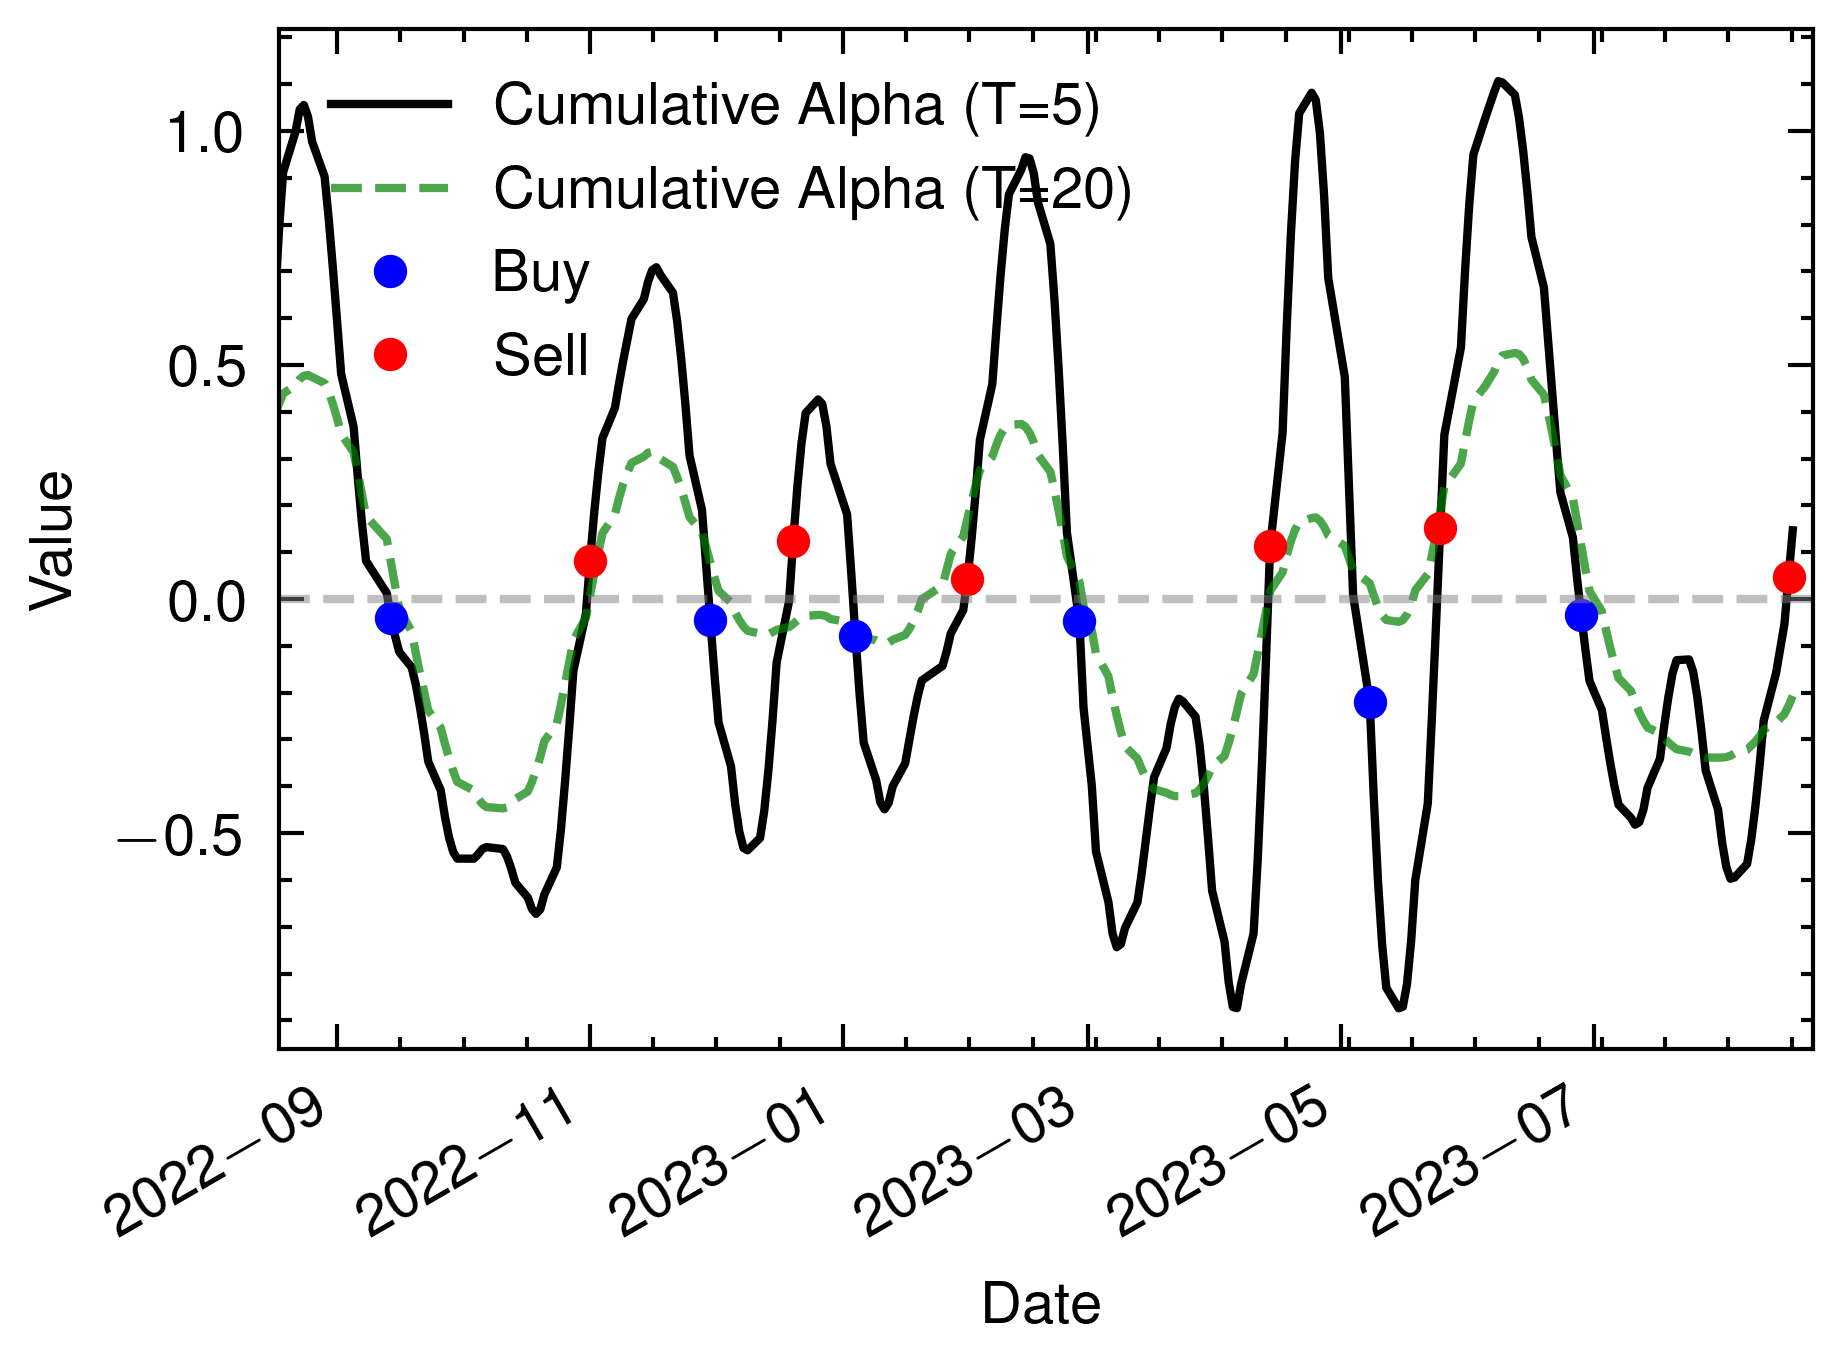 Cumulative Alpha (T=5)
Cumulative Alpha (T=20)
Buy
Sell
1.0
0.5
0.0
−0.5
Value
2022−09
2022−11
2023−01
2023−03
2023−05
2023−07
Date